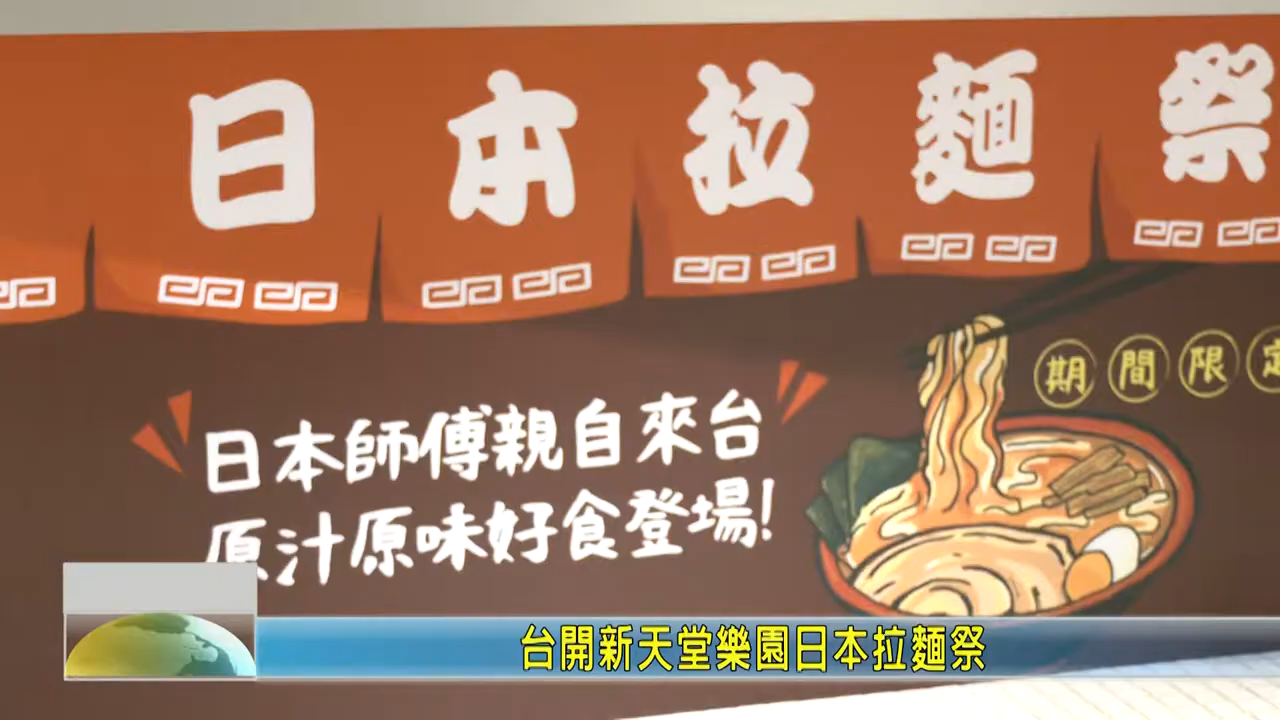 日本拉麵祭
期間限定
日本師傅親自來台
原汁原味好食登場!
台開新天堂樂園日本拉麵祭